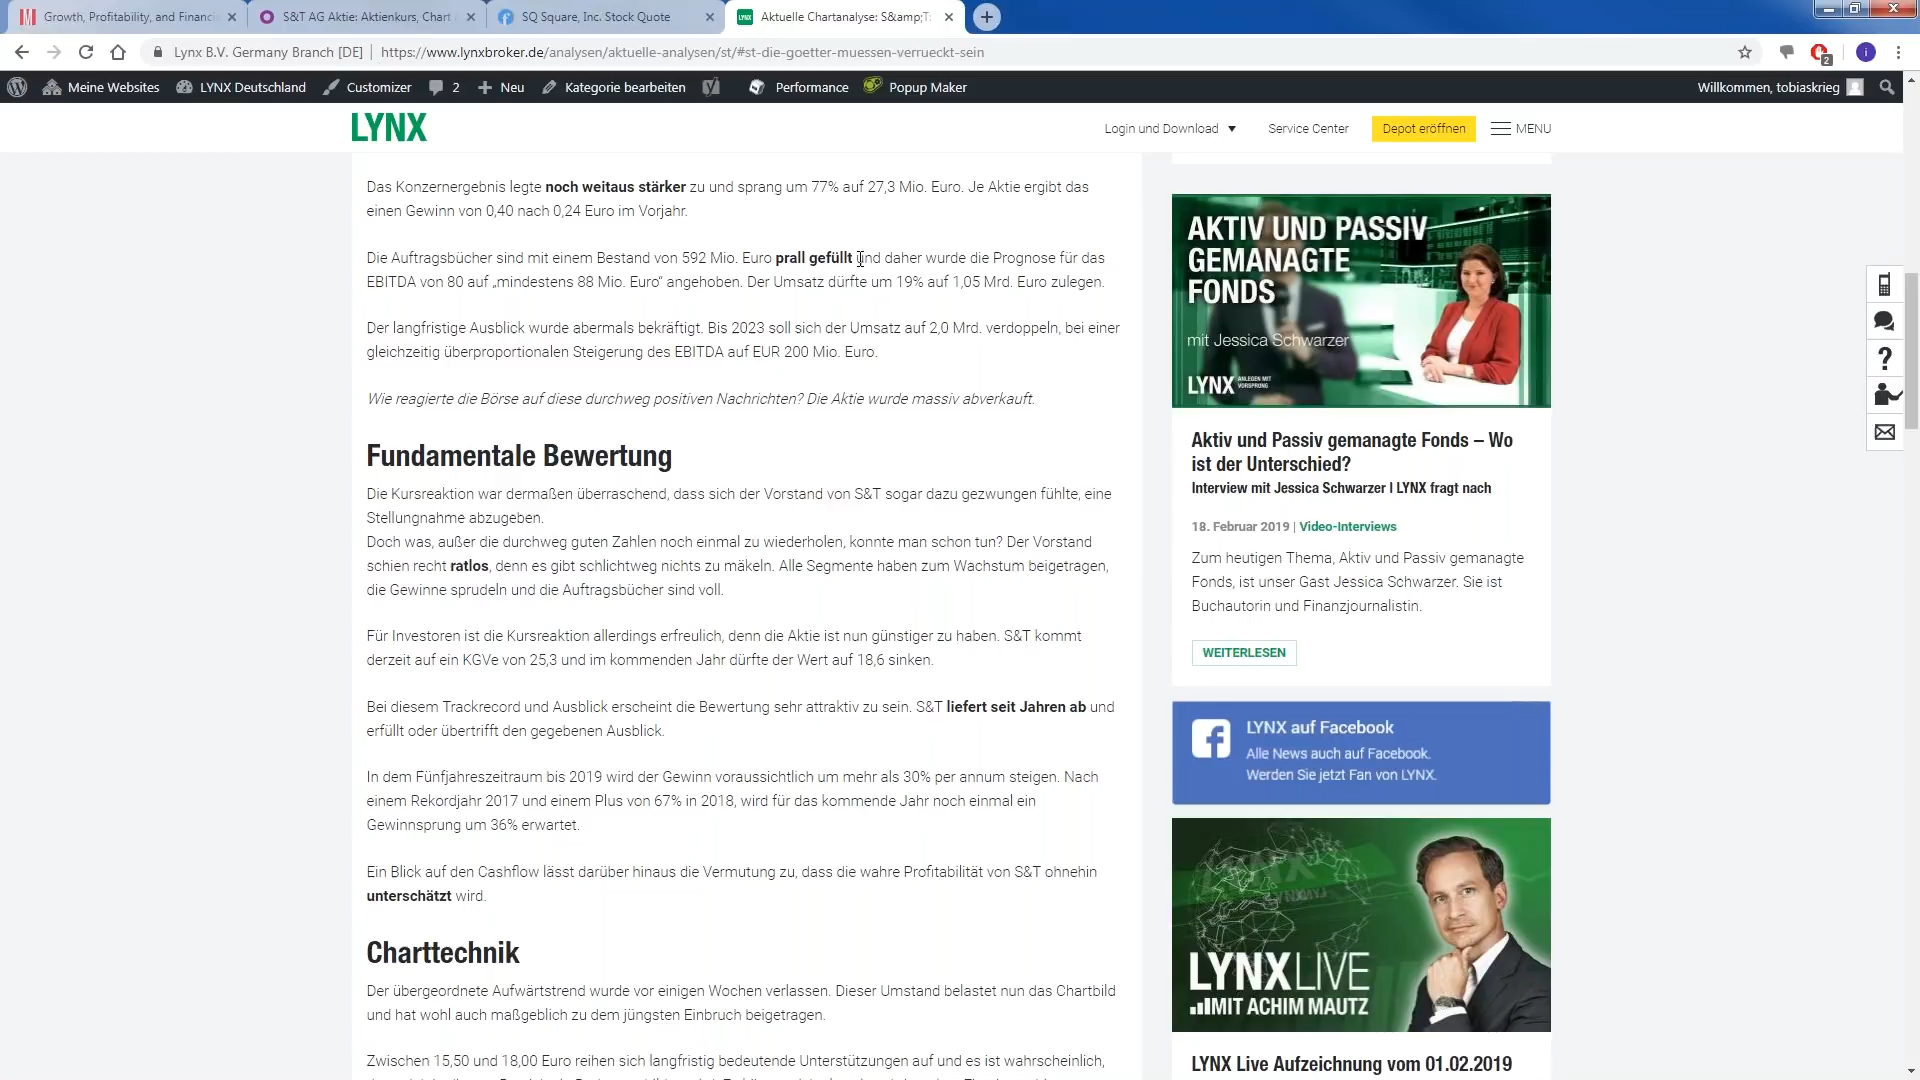 Growth, Profitability, and Financi
S&T AG Aktie: Aktienkurs, Chart
SQ Square, Inc. Stock Quote
LYNX
Aktuelle Chartanalyse: S&amp;T:
Lynx B.V. Germany Branch [DE] | https://www.lynxbroker.de/analysen/aktuelle-analysen/st/#st-die-goetter-muessen-verrueckt-sein
2
i
Meine Websites
LYNX Deutschland
Customizer
2
Neu
Kategorie bearbeiten
Performance
Popup Maker
Willkommen, tobiaskrieg
LYNX
Login und Download
Service Center
Depot eröffnen
MENU
Das Konzernergebnis legte noch weitaus stärker zu und sprang um 77% auf 27,3 Mio. Euro. Je Aktie ergibt das
einen Gewinn von 0,40 nach 0,24 Euro im Vorjahr.
Die Auftragsbücher sind mit einem Bestand von 592 Mio. Euro prall gefüllt und daher wurde die Prognose für das
EBITDA von 80 auf „mindestens 88 Mio. Euro“ angehoben. Der Umsatz dürfte um 19% auf 1,05 Mrd. Euro zulegen.
Der langfristige Ausblick wurde abermals bekräftigt. Bis 2023 soll sich der Umsatz auf 2,0 Mrd. verdoppeln, bei einer
gleichzeitig überproportionalen Steigerung des EBITDA auf EUR 200 Mio. Euro.
Wie reagierte die Börse auf diese durchweg positiven Nachrichten? Die Aktie wurde massiv abverkauft.
Fundamentale Bewertung
Die Kursreaktion war dermaßen überraschend, dass sich der Vorstand von S&T sogar dazu gezwungen fühlte, eine
Stellungnahme abzugeben.
Doch was, außer die durchweg guten Zahlen noch einmal zu wiederholen, konnte man schon tun? Der Vorstand
schien recht ratlos, denn es gibt schlichtweg nichts zu mäkeln. Alle Segmente haben zum Wachstum beigetragen,
die Gewinne sprudeln und die Auftragsbücher sind voll.
Für Investoren ist die Kursreaktion allerdings erfreulich, denn die Aktie ist nun günstiger zu haben. S&T kommt
derzeit auf ein KGVe von 25,3 und im kommenden Jahr dürfte der Wert auf 18,6 sinken.
Bei diesem Trackrecord und Ausblick erscheint die Bewertung sehr attraktiv zu sein. S&T liefert seit Jahren ab und
erfüllt oder übertrifft den gegebenen Ausblick.
In dem Fünfjahreszeitraum bis 2019 wird der Gewinn voraussichtlich um mehr als 30% per annum steigen. Nach
einem Rekordjahr 2017 und einem Plus von 67% in 2018, wird für das kommende Jahr noch einmal ein
Gewinnsprung um 36% erwartet.
Ein Blick auf den Cashflow lässt darüber hinaus die Vermutung zu, dass die wahre Profitabilität von S&T ohnehin
unterschätzt wird.
Charttechnik
Der übergeordnete Aufwärtstrend wurde vor einigen Wochen verlassen. Dieser Umstand belastet nun das Chartbild
und hat wohl auch maßgeblich zu dem jüngsten Einbruch beigetragen.
Zwischen 15,50 und 18,00 Euro reihen sich langfristig bedeutende Unterstützungen auf und es ist wahrscheinlich,
AKTIV UND PASSIV
GEMANAGTE
FONDS
mit Jessica Schwarzer
LYNX ANLEGEN MIT
VORSPRUNG
Aktiv und Passiv gemanagte Fonds – Wo
ist der Unterschied?
Interview mit Jessica Schwarzer I LYNX fragt nach
18. Februar 2019 | Video-Interviews
Zum heutigen Thema, Aktiv und Passiv gemanagte
Fonds, ist unser Gast Jessica Schwarzer. Sie ist
Buchautorin und Finanzjournalistin.
WEITERLESEN
LYNX auf Facebook
Alle News auch auf Facebook.
Werden Sie jetzt Fan von LYNX.
LYNX LIVE
MIT ACHIM MAUTZ
LYNX Live Aufzeichnung vom 01.02.2019